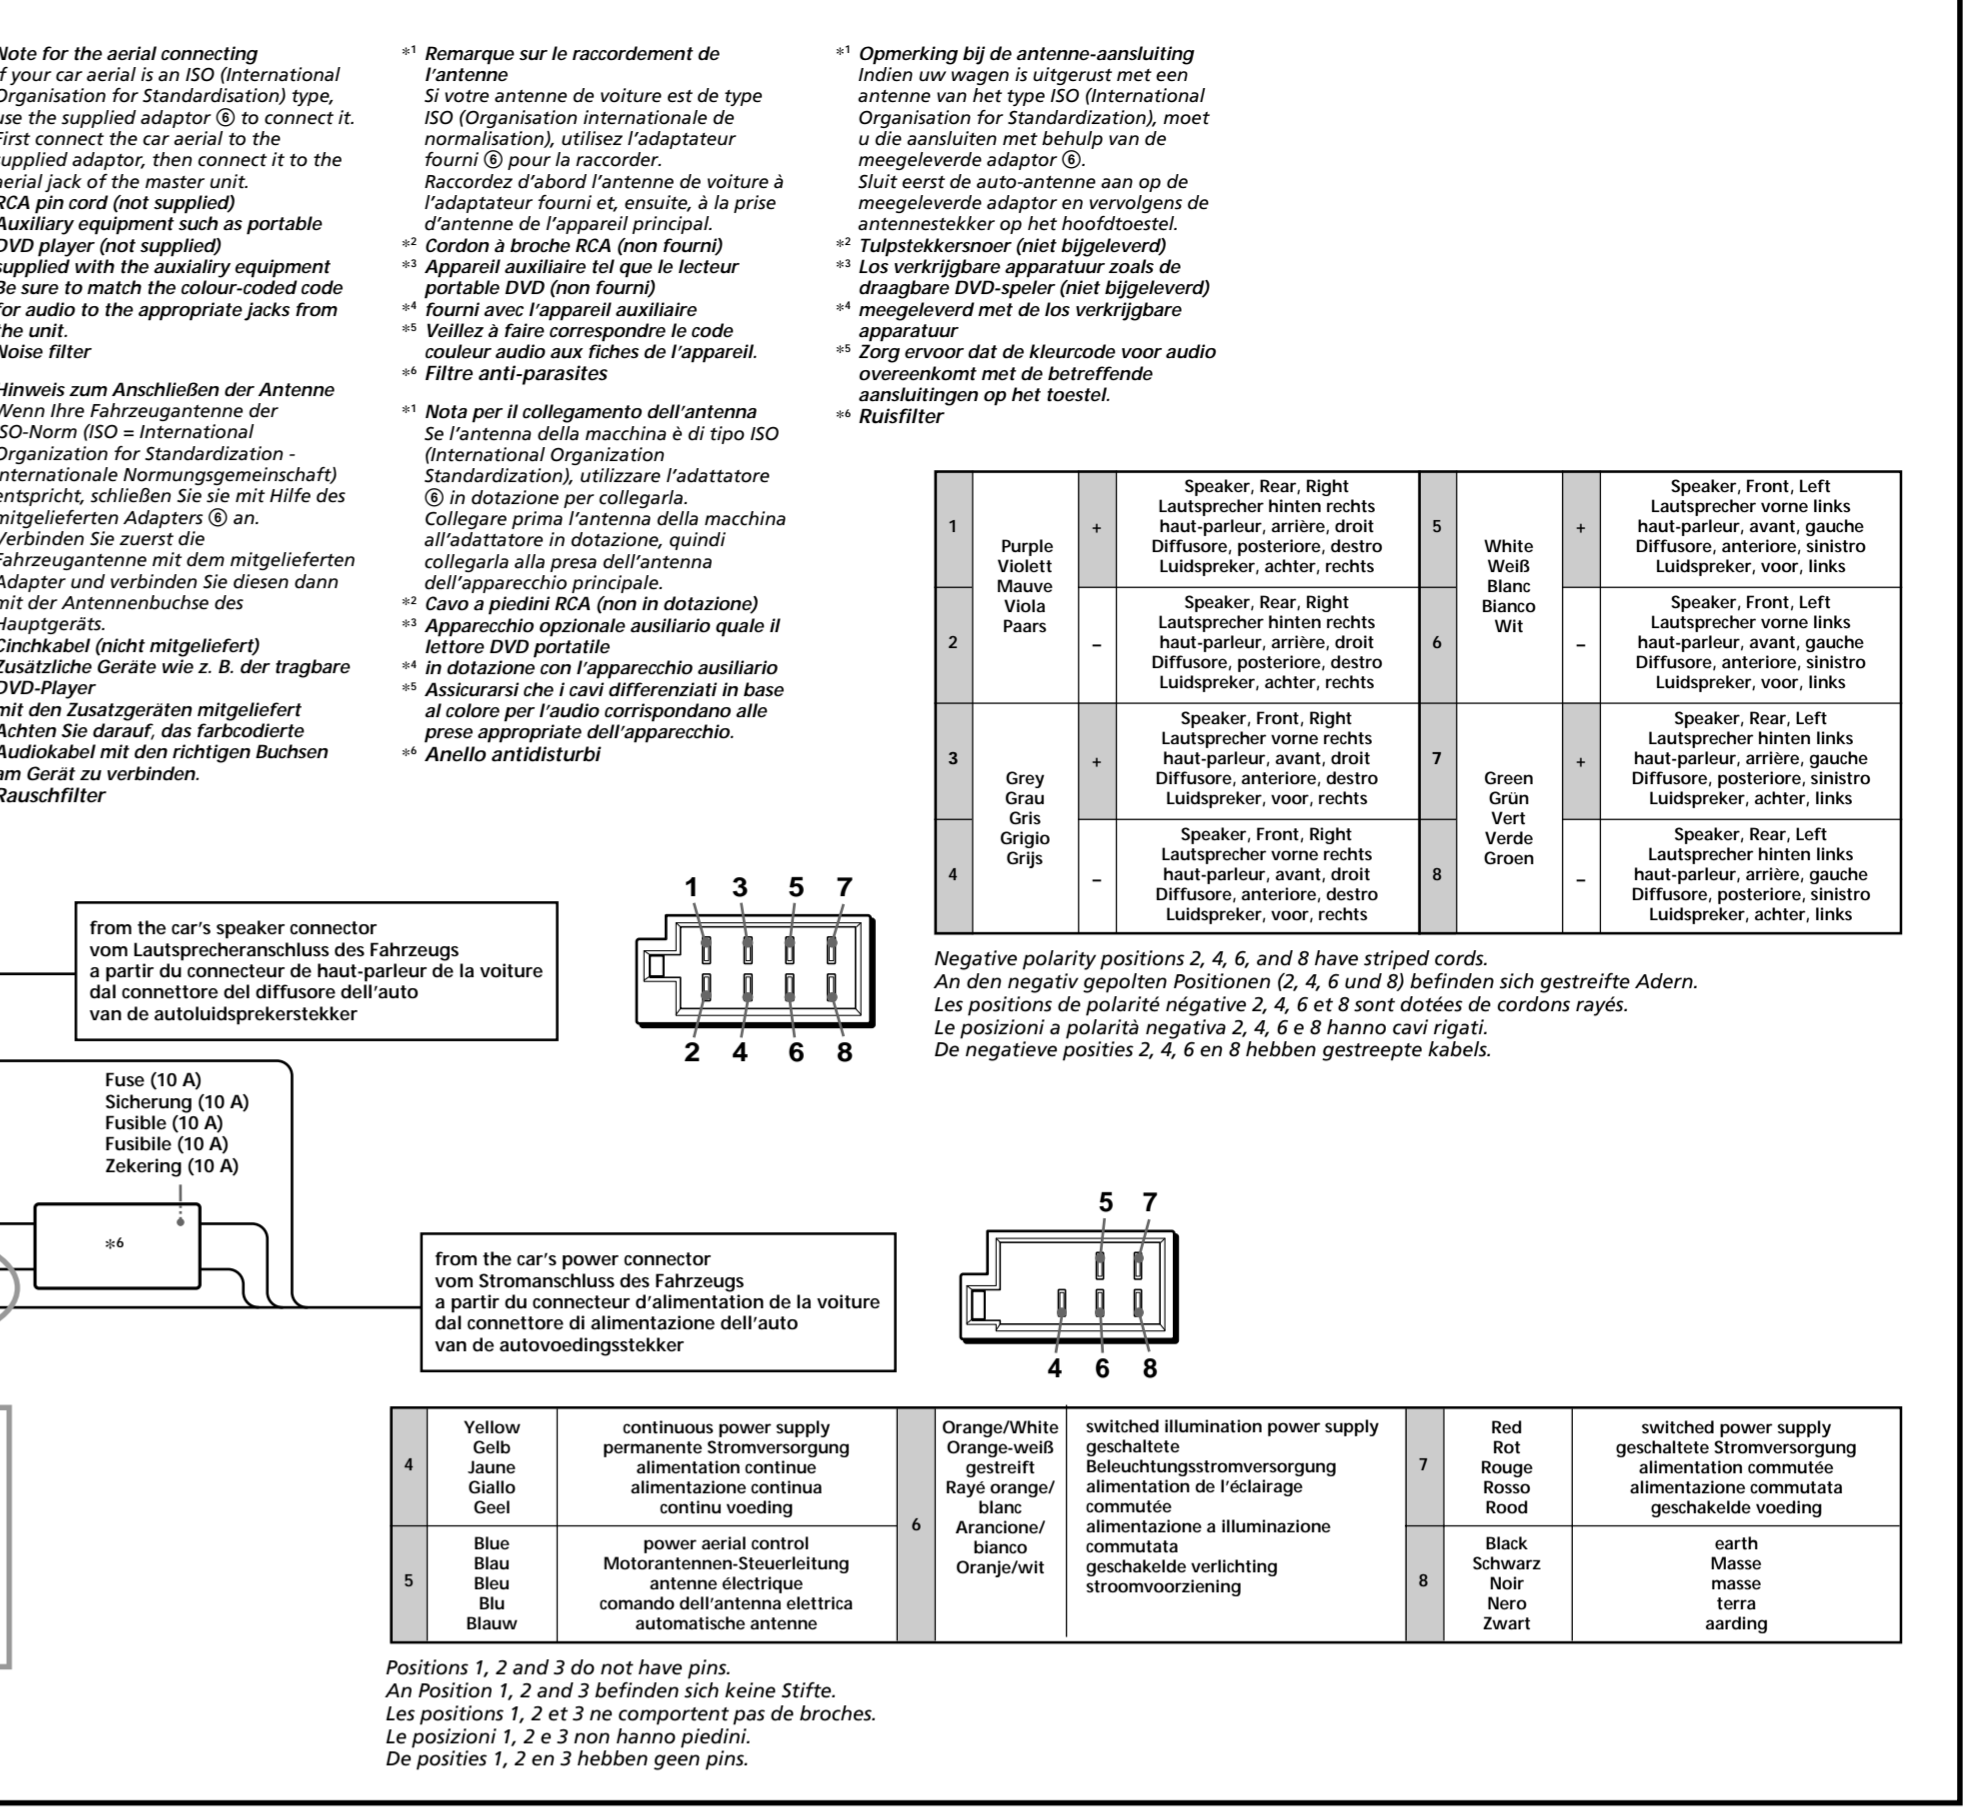 Note for the aerial connecting
If your car aerial is an ISO (International
Organisation for Standardisation) type,
use the supplied adaptor ⑥ to connect it.
First connect the car aerial to the
supplied adaptor, then connect it to the
aerial jack of the master unit.
RCA pin cord (not supplied)
Auxiliary equipment such as portable
DVD player (not supplied)
supplied with the auxialiry equipment
Be sure to match the colour-coded code
for audio to the appropriate jacks from
the unit.
Noise filter
Hinweis zum Anschließen der Antenne
Wenn Ihre Fahrzeugantenne der
ISO-Norm (ISO = International
Organization for Standardization -
Internationale Normungsgemeinschaft)
entspricht, schließen Sie sie mit Hilfe des
mitgelieferten Adapters ⑥ an.
Verbinden Sie zuerst die
Fahrzeugantenne mit dem mitgelieferten
Adapter und verbinden Sie diesen dann
mit der Antennenbuchse des
Hauptgeräts.
Cinchkabel (nicht mitgeliefert)
Zusätzliche Geräte wie z. B. der tragbare
DVD-Player
mit den Zusatzgeräten mitgeliefert
Achten Sie darauf, das farbcodierte
Audiokabel mit den richtigen Buchsen
am Gerät zu verbinden.
Rauschfilter
*1 Remarque sur le raccordement de
l'antenne
Si votre antenne de voiture est de type
ISO (Organisation internationale de
normalisation), utilisez l'adaptateur
fourni ⑥ pour la raccorder.
Raccordez d'abord l'antenne de voiture à
l'adaptateur fourni et, ensuite, à la prise
d'antenne de l'appareil principal.
*2 Cordon à broche RCA (non fourni)
*3 Appareil auxiliaire tel que le lecteur
portable DVD (non fourni)
*4 fourni avec l'appareil auxiliaire
*5 Veillez à faire correspondre le code
couleur audio aux fiches de l'appareil.
*6 Filtre anti-parasites
*1 Nota per il collegamento dell'antenna
Se l'antenna della macchina è di tipo ISO
(International Organization
Standardization), utilizzare l'adattatore
⑥ in dotazione per collegarla.
Collegare prima l'antenna della macchina
all'adattatore in dotazione, quindi
collegarla alla presa dell'antenna
dell'apparecchio principale.
*2 Cavo a piedini RCA (non in dotazione)
*3 Apparecchio opzionale ausiliario quale il
lettore DVD portatile
*4 in dotazione con l'apparecchio ausiliario
*5 Assicurarsi che i cavi differenziati in base
al colore per l'audio corrispondano alle
prese appropriate dell'apparecchio.
*6 Anello antidisturbi
*1 Opmerking bij de antenne-aansluiting
Indien uw wagen is uitgerust met een
antenne van het type ISO (International
Organisation for Standardization), moet
u die aansluiten met behulp van de
meegeleverde adaptor ⑥.
Sluit eerst de auto-antenne aan op de
meegeleverde adaptor en vervolgens de
antennestekker op het hoofdtoestel.
*2 Tulpstekkersnoer (niet bijgeleverd)
*3 Los verkrijgbare apparatuur zoals de
draagbare DVD-speler (niet bijgeleverd)
*4 meegeleverd met de los verkrijgbare
apparatuur
*5 Zorg ervoor dat de kleurcode voor audio
overeenkomt met de betreffende
aansluitingen op het toestel.
*6 Ruisfilter
1
Purple
Violett
Mauve
Viola
Paars
+
Speaker, Rear, Right
Lautsprecher hinten rechts
haut-parleur, arrière, droit
Diffusore, posteriore, destro
Luidspreker, achter, rechts
2
–
Speaker, Rear, Right
Lautsprecher hinten rechts
haut-parleur, arrière, droit
Diffusore, posteriore, destro
Luidspreker, achter, rechts
3
Grey
Grau
Gris
Grigio
Grijs
+
Speaker, Front, Right
Lautsprecher vorne rechts
haut-parleur, avant, droit
Diffusore, anteriore, destro
Luidspreker, voor, rechts
4
–
Speaker, Front, Right
Lautsprecher vorne rechts
haut-parleur, avant, droit
Diffusore, anteriore, destro
Luidspreker, voor, rechts
5
White
Weiß
Blanc
Bianco
Wit
+
Speaker, Front, Left
Lautsprecher vorne links
haut-parleur, avant, gauche
Diffusore, anteriore, sinistro
Luidspreker, voor, links
6
–
Speaker, Front, Left
Lautsprecher vorne links
haut-parleur, avant, gauche
Diffusore, anteriore, sinistro
Luidspreker, voor, links
7
Green
Grün
Vert
Verde
Groen
+
Speaker, Rear, Left
Lautsprecher hinten links
haut-parleur, arrière, gauche
Diffusore, posteriore, sinistro
Luidspreker, achter, links
8
–
Speaker, Rear, Left
Lautsprecher hinten links
haut-parleur, arrière, gauche
Diffusore, posteriore, sinistro
Luidspreker, achter, links
Negative polarity positions 2, 4, 6, and 8 have striped cords.
An den negativ gepolten Positionen (2, 4, 6 und 8) befinden sich gestreifte Adern.
Les positions de polarité négative 2, 4, 6 et 8 sont dotées de cordons rayés.
Le posizioni a polarità negativa 2, 4, 6 e 8 hanno cavi rigati.
De negatieve posities 2, 4, 6 en 8 hebben gestreepte kabels.
from the car's speaker connector
vom Lautsprecheranschluss des Fahrzeugs
a partir du connecteur de haut-parleur de la voiture
dal connettore del diffusore dell'auto
van de autoluidsprekerstekker
1 3 5 7
2 4 6 8
Fuse (10 A)
Sicherung (10 A)
Fusible (10 A)
Fusibile (10 A)
Zekering (10 A)
*6
from the car's power connector
vom Stromanschluss des Fahrzeugs
a partir du connecteur d'alimentation de la voiture
dal connettore di alimentazione dell'auto
van de autovoedingsstekker
5 7
4 6 8
4
Yellow
Gelb
Jaune
Giallo
Geel
continuous power supply
permanente Stromversorgung
alimentation continue
alimentazione continua
continu voeding
5
Blue
Blau
Bleu
Blu
Blauw
power aerial control
Motorantennen-Steuerleitung
antenne électrique
comando dell'antenna elettrica
automatische antenne
6
Orange/White
Orange-weiß
gestreift
Rayé orange/
blanc
Arancione/
bianco
Oranje/wit
switched illumination power supply
geschaltete
Beleuchtungsstromversorgung
alimentation de l'éclairage
commutée
alimentazione a illuminazione
commutata
geschakelde verlichting
stroomvoorziening
7
Red
Rot
Rouge
Rosso
Rood
switched power supply
geschaltete Stromversorgung
alimentation commutée
alimentazione commutata
geschakelde voeding
8
Black
Schwarz
Noir
Nero
Zwart
earth
Masse
masse
terra
aarding
Positions 1, 2 and 3 do not have pins.
An Position 1, 2 and 3 befinden sich keine Stifte.
Les positions 1, 2 et 3 ne comportent pas de broches.
Le posizioni 1, 2 e 3 non hanno piedini.
De posities 1, 2 en 3 hebben geen pins.